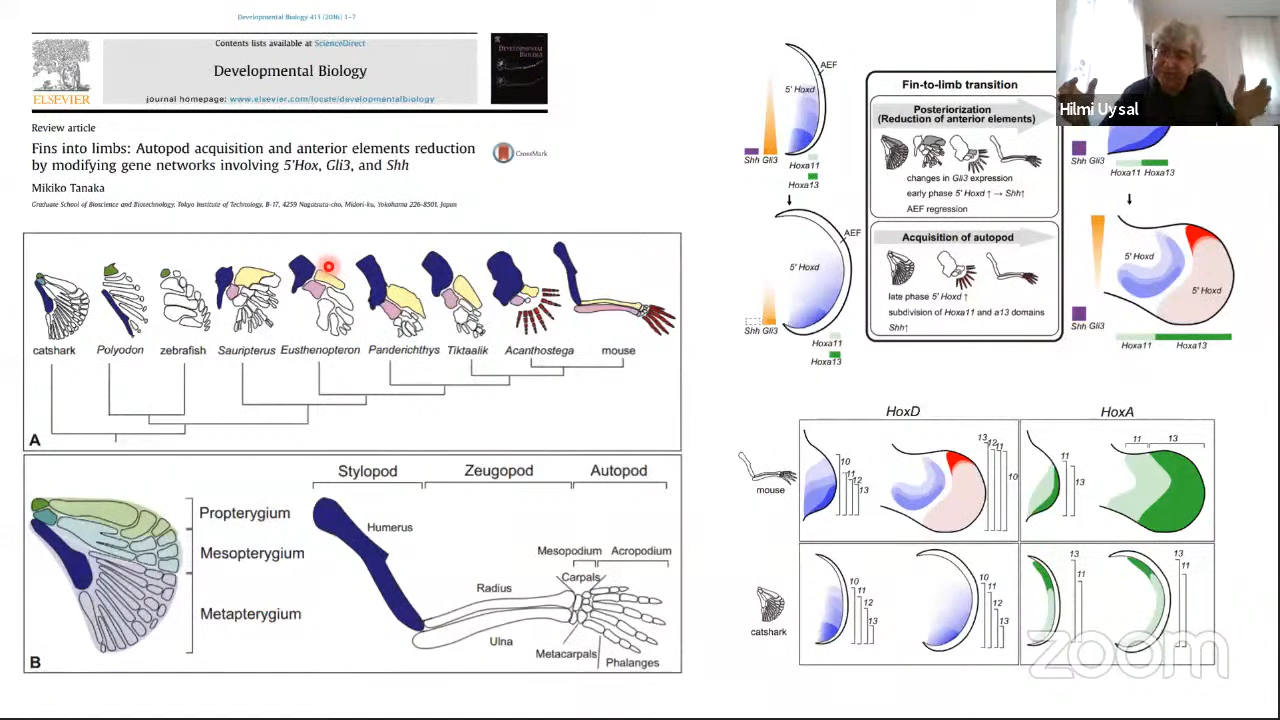 Developmental Biology 411 (2016) 1–7
Contents lists available at ScienceDirect
Developmental Biology
journal homepage: www.elsevier.com/locate/developmentalbiology
ELSEVIER
DEVELOPMENTAL BIOLOGY
Review article
Fins into limbs: Autopod acquisition and anterior elements reduction
by modifying gene networks involving 5'Hox, Gli3, and Shh
CrossMark
Mikiko Tanaka
Graduate School of Bioscience and Biotechnology, Tokyo Institute of Technology, B-17, 4259 Nagatsuta-cho, Midori-ku, Yokohama 226-8501, Japan
catshark Polyodon zebrafish Sauripterus Eusthenopteron Panderichthys Tiktaalik Acanthostega mouse
A
Propterygium
Mesopterygium
Metapterygium
B
Stylopod Zeugopod Autopod
Humerus
Mesopodium Acropodium
Carpals
Radius
Ulna
Metacarpals
Phalanges
AEF
5' Hoxd
Shh Gli3
Hoxa11
Hoxa13
AEF
5' Hoxd
Shh Gli3
Hoxa11
Hoxa13
Fin-to-limb transition
Posteriorization
(Reduction of anterior elements)
changes in Gli3 expression
early phase 5' Hoxd ↑ → Shh↑
AEF regression
Acquisition of autopod
late phase 5' Hoxd ↑
subdivision of Hoxa11 and a13 domains
Shh↑
Hilmi Uysal
Shh Gli3
Hoxa11 Hoxa13
5' Hoxd
5' Hoxd
Shh Gli3
Hoxa11 Hoxa13
HoxD HoxA
mouse
10
11
12
13
13
12
11
10
11
13
11 13
catshark
10
11
12
13
10
11
12
13
13
11
13
11
zoom